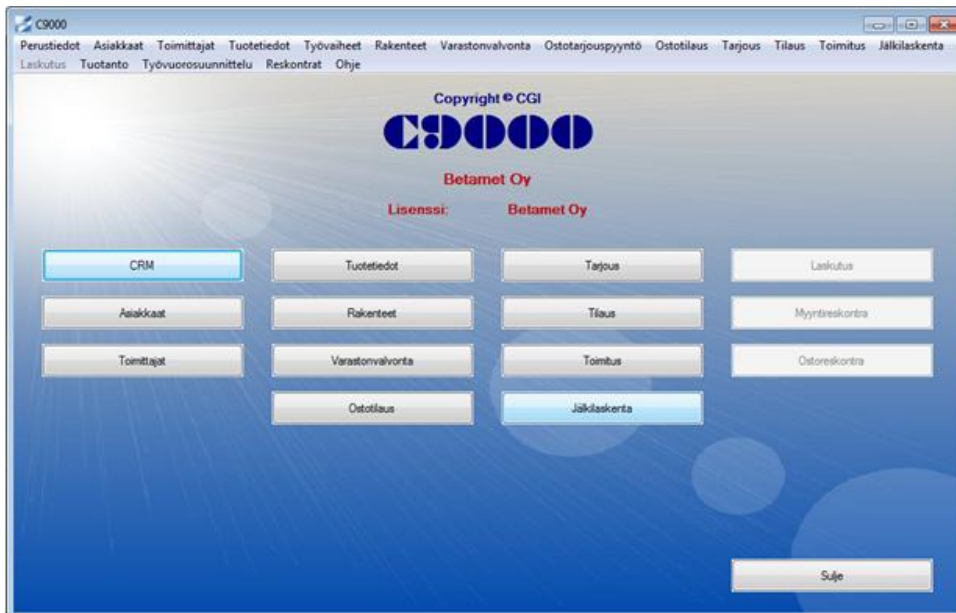 C9000
Perustiedot Asiakkaat Toimittajat Tuotetiedot Työvaiheet Rakenteet Varastonvalvonta Ostotarjouspyyntö Ostotilaus Tarjous Tilaus Toimitus Jälkilaskenta
Laskutus Tuotanto Työvuorosuunnittelu Reskontrat Ohje
Copyright © CGI
C9000
Betamet Oy
Lisenssi: Betamet Oy
CRM Tuotetiedot Tarjous Laskutus
Asiakkaat Rakenteet Tilaus Myyntireskontra
Toimittajat Varastonvalvonta Toimitus Ostoreskontra
Ostotilaus Jälkilaskenta
Sulje